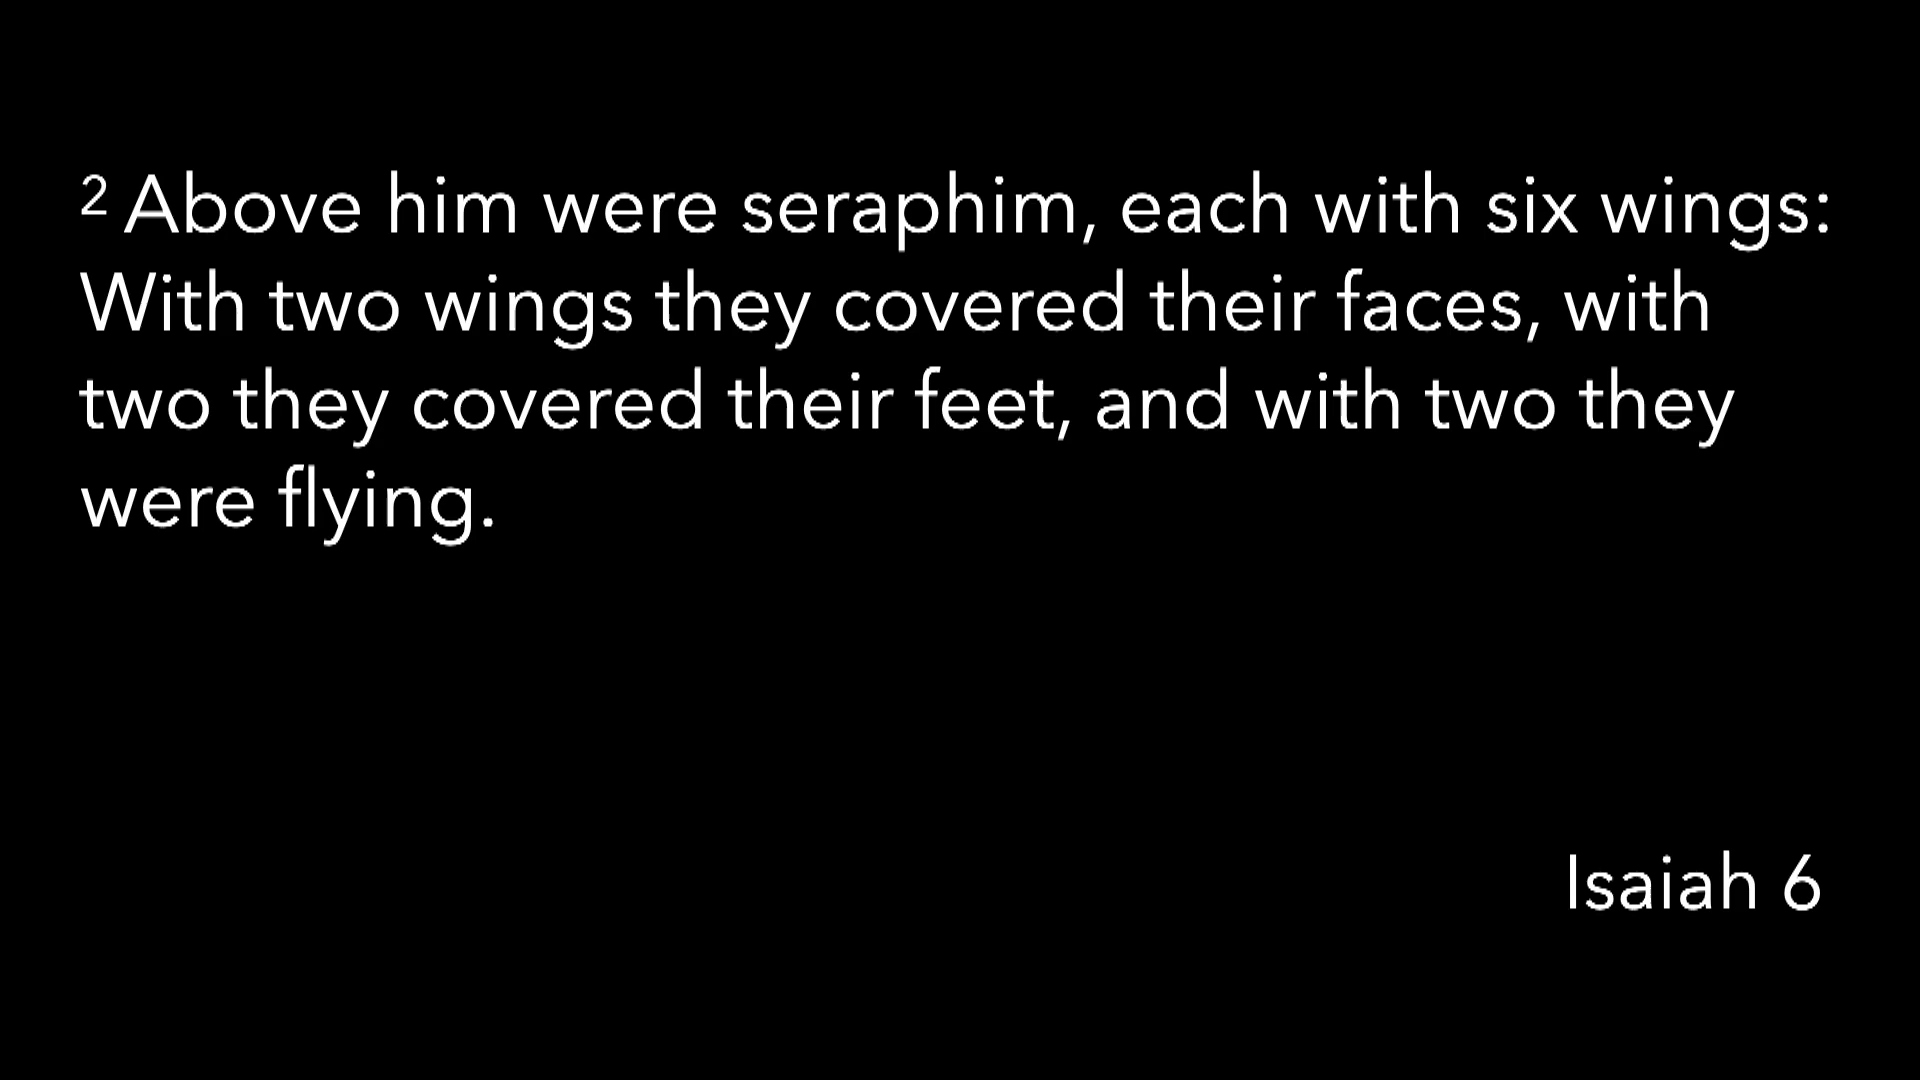 2 Above him were seraphim, each with six wings:
With two wings they covered their faces, with
two they covered their feet, and with two they
were flying.
Isaiah 6